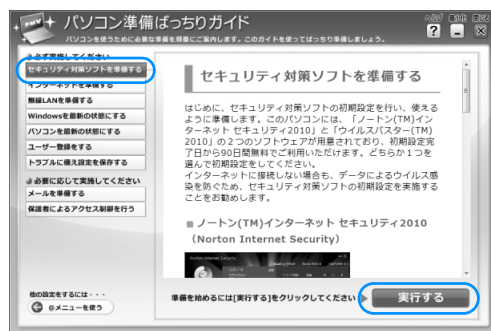 FMV パソコン準備ばっちりガイド
パソコンを使うために必要な準備を順番にご案内します。このガイドを使ってばっちり準備しましょう。
ヘルプ 最小化 閉じる
必ず実施してください
セキュリティ対策ソフトを準備する
インターネットを準備する
無線LANを準備する
Windowsを最新の状態にする
パソコンを最新の状態にする
ユーザー登録をする
トラブルに備え設定を保存する
必要に応じて実施してください
メールを準備する
保護者によるアクセス制御を行う
他の設定をするには・・・
@メニューを使う
セキュリティ対策ソフトを準備する
はじめに、セキュリティ対策ソフトの初期設定を行い、使える
ように準備します。このパソコンには、「ノートン(TM)イン
ターネット セキュリティ2010」と「ウイルスバスター(TM)
2010」の２つのソフトウェアが用意されており、初期設定完
了日から90日間無料でご利用いただけます。どちらか１つを
選んで初期設定をしてください。
インターネットに接続しない場合も、データによるウイルス感
染を防ぐため、セキュリティ対策ソフトの初期設定を実施する
ことをお勧めします。
■ ノートン(TM)インターネット セキュリティ2010
（Norton Internet Security）
Norton Internet Security
準備を始めるには[実行する]をクリックしてください
実行する